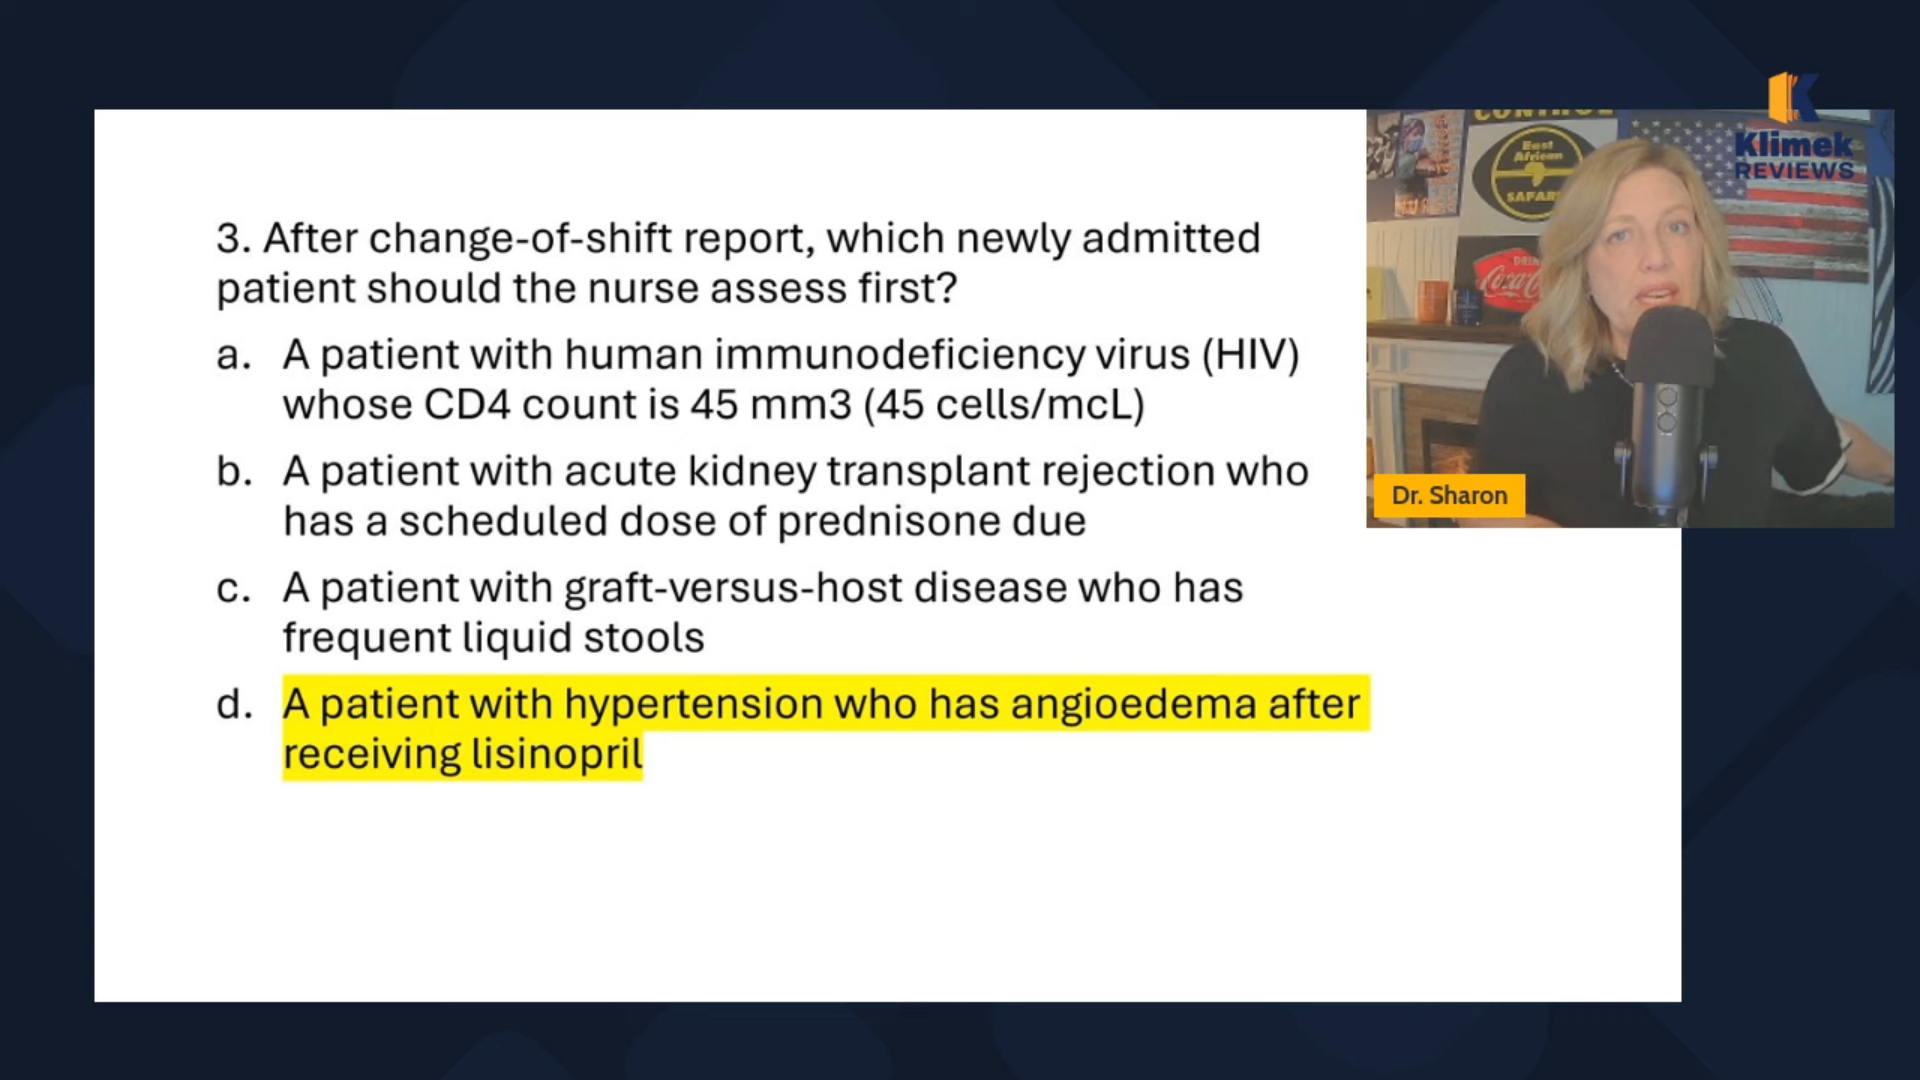 3. After change-of-shift report, which newly admitted
patient should the nurse assess first?
a. A patient with human immunodeficiency virus (HIV)
whose CD4 count is 45 mm3 (45 cells/mcL)
b. A patient with acute kidney transplant rejection who
has a scheduled dose of prednisone due
c. A patient with graft-versus-host disease who has
frequent liquid stools
d. A patient with hypertension who has angioedema after
receiving lisinopril
Klimek
REVIEWS
East
African
Dr. Sharon